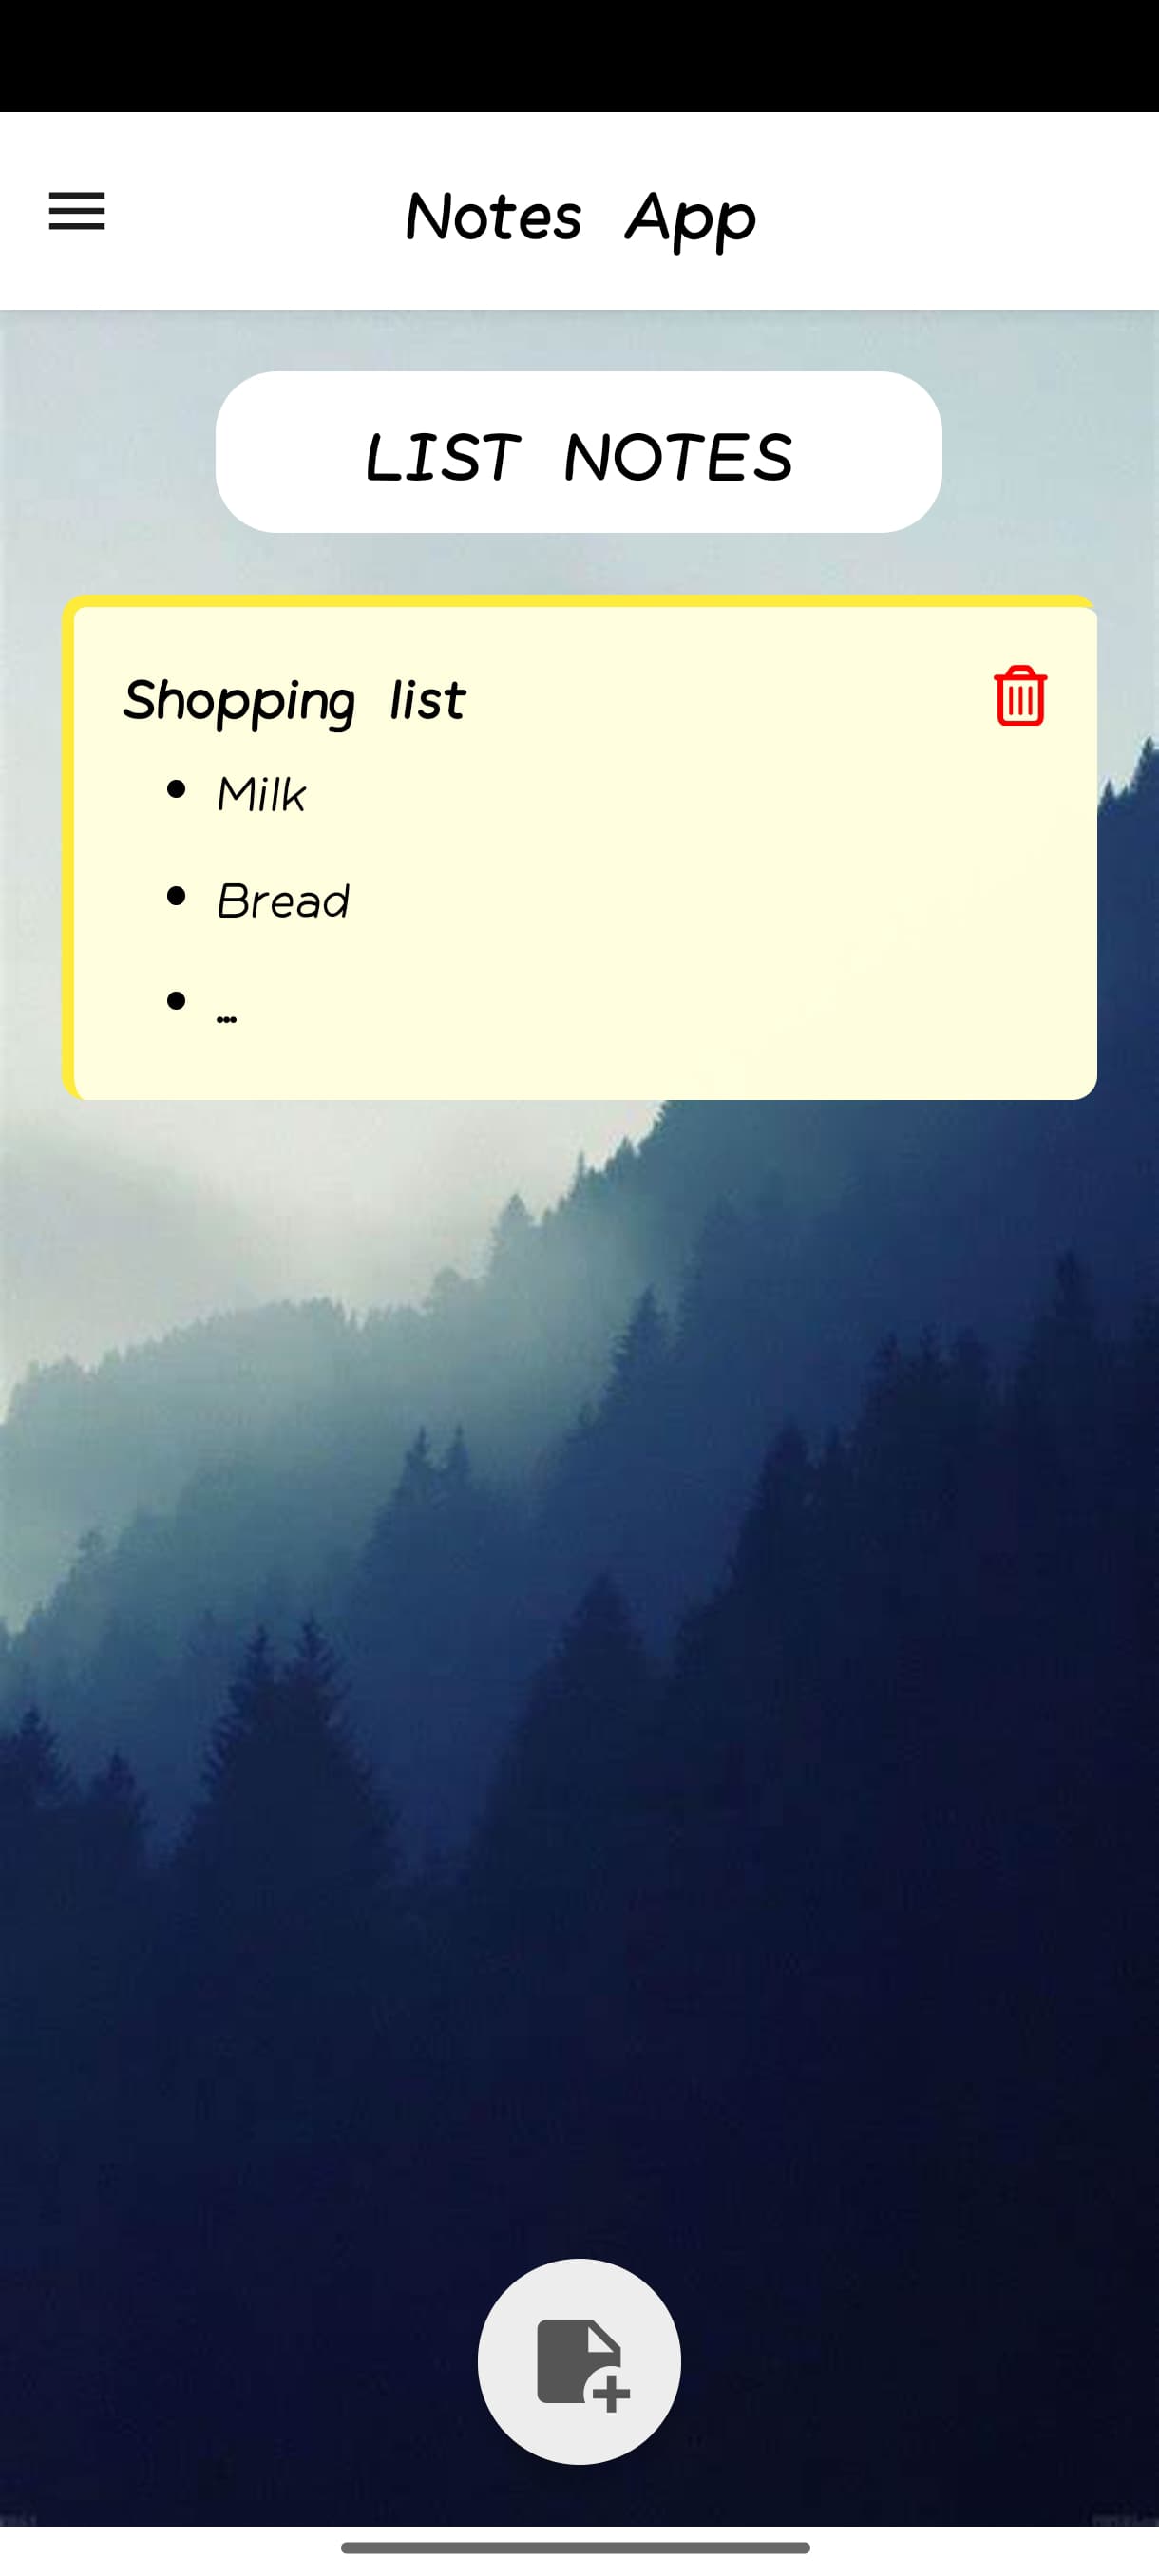 Notes App
LIST NOTES
Shopping list
• Milk
• Bread
• ...